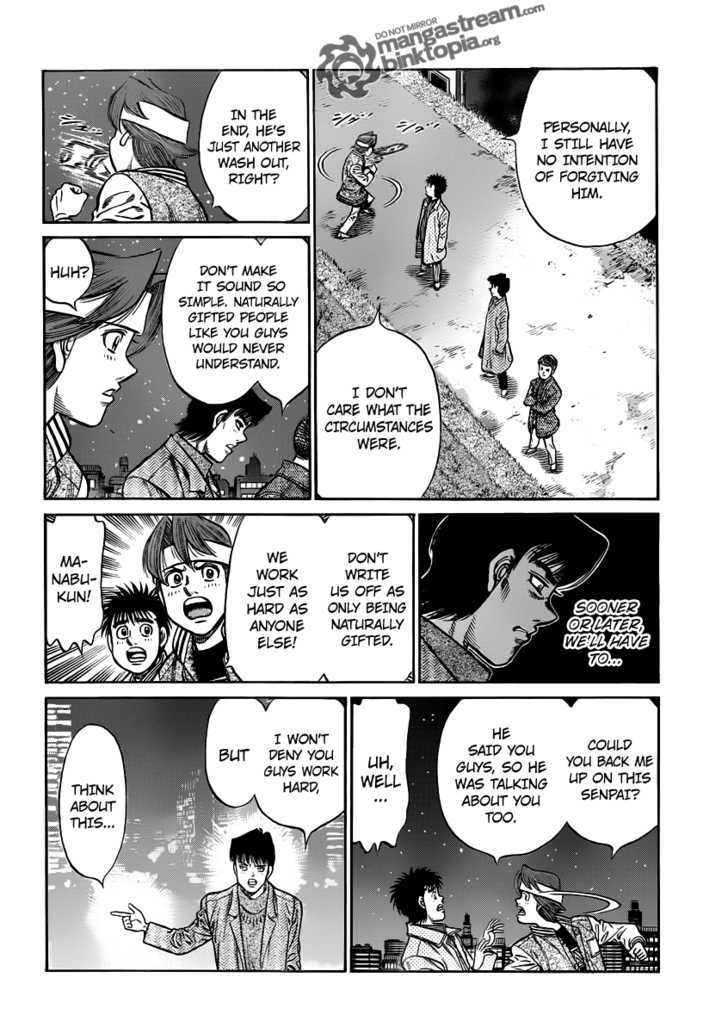 DO NOT MIRROR
mangastream.com
binktopia.org
PERSONALLY,
I STILL HAVE
NO INTENTION
OF FORGIVING
HIM.
I DON'T
CARE WHAT THE
CIRCUMSTANCES
WERE.
IN THE
END, HE'S
JUST ANOTHER
WASH OUT,
RIGHT?
DON'T MAKE
IT SOUND SO
SIMPLE. NATURALLY
GIFTED PEOPLE
LIKE YOU GUYS
WOULD NEVER
UNDERSTAND.
HUH?
SOONER
OR LATER,
WE'LL HAVE
TO...
DON'T
WRITE
US OFF AS
ONLY BEING
NATURALLY
GIFTED.
WE
WORK
JUST AS
HARD AS
ANYONE
ELSE!
MA-
NABU-
KUN!
COULD
YOU BACK ME
UP ON THIS
SENPAI?
HE
SAID YOU
GUYS, SO HE
WAS TALKING
ABOUT YOU
TOO.
UH,
WELL
...
I WON'T
DENY YOU
GUYS WORK
HARD,
BUT
THINK
ABOUT
THIS...